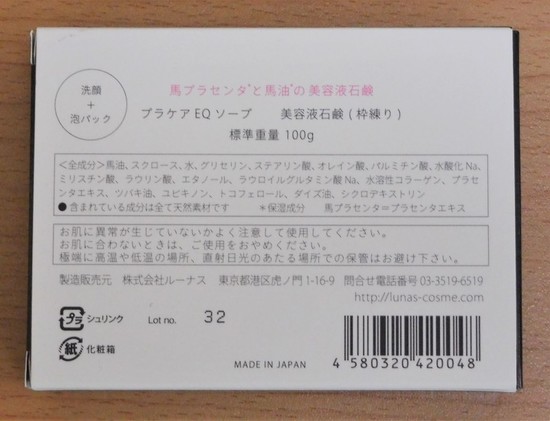 洗顔
+
泡パック
馬プラセンタ*と馬油*の美容液石鹸
プラケアEQソープ 美容液石鹸(枠練り)
標準重量 100g
<全成分>馬油、スクロース、水、グリセリン、ステアリン酸、オレイン酸、パルミチン酸、水酸化Na、
ミリスチン酸、ラウリン酸、エタノール、ラウロイルグルタミン酸Na、水溶性コラーゲン、プラセ
ンタエキス、ツバキ油、ユビキノン、トコフェロール、ダイズ油、シクロデキストリン
●含まれている成分は全て天然素材です *保湿成分 馬プラセンタ=プラセンタエキス
お肌に異常が生じていないかよく注意して使用してください。
お肌に合わないときは、ご使用をおやめください。
極端に高温や低温の場所、直射日光のあたる場所での保管はお避け下さい。
製造販売元 株式会社ルーナス 東京都港区虎ノ門1-16-9 問合せ電話番号 03-3519-6519
http://lunas-cosme.com/
プラ シュリンク Lot no. 32
紙 化粧箱
MADE IN JAPAN
4 580320 420048